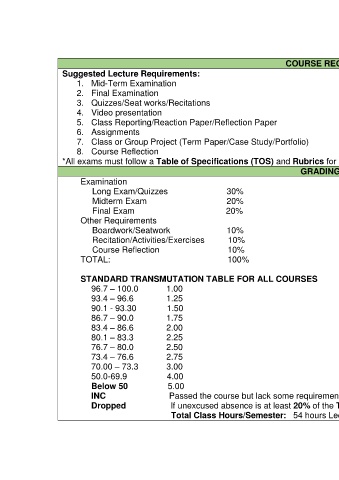 COURSE REQ
Suggested Lecture Requirements:
1. Mid-Term Examination
2. Final Examination
3. Quizzes/Seat works/Recitations
4. Video presentation
5. Class Reporting/Reaction Paper/Reflection Paper
6. Assignments
7. Class or Group Project (Term Paper/Case Study/Portfolio)
8. Course Reflection
*All exams must follow a Table of Specifications (TOS) and Rubrics for
GRADING
Examination
Long Exam/Quizzes 30%
Midterm Exam 20%
Final Exam 20%
Other Requirements
Boardwork/Seatwork 10%
Recitation/Activities/Exercises 10%
Course Reflection 10%
TOTAL: 100%
STANDARD TRANSMUTATION TABLE FOR ALL COURSES
96.7 – 100.0 1.00
93.4 – 96.6 1.25
90.1 - 93.30 1.50
86.7 – 90.0 1.75
83.4 – 86.6 2.00
80.1 – 83.3 2.25
76.7 – 80.0 2.50
73.4 – 76.6 2.75
70.00 – 73.3 3.00
50.0-69.9 4.00
Below 50 5.00
INC Passed the course but lack some requiremen
Dropped If unexcused absence is at least 20% of the T
Total Class Hours/Semester: 54 hours Lec